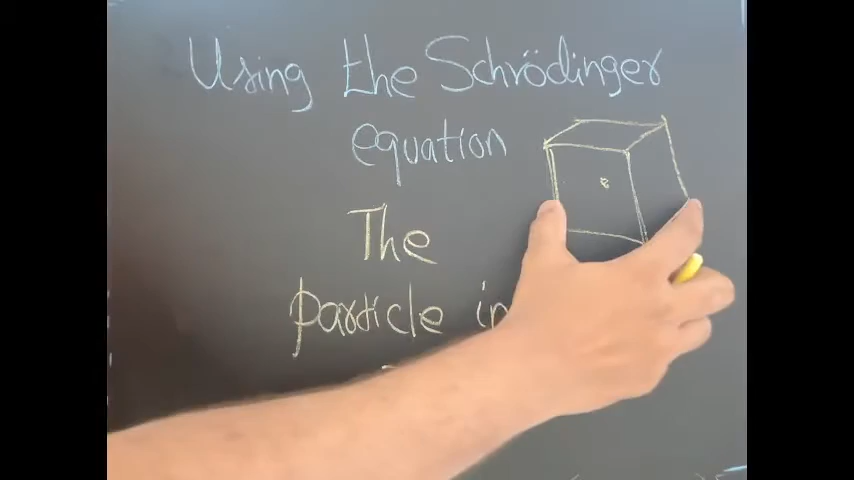 Using the Schrödinger
equation
The
particle in